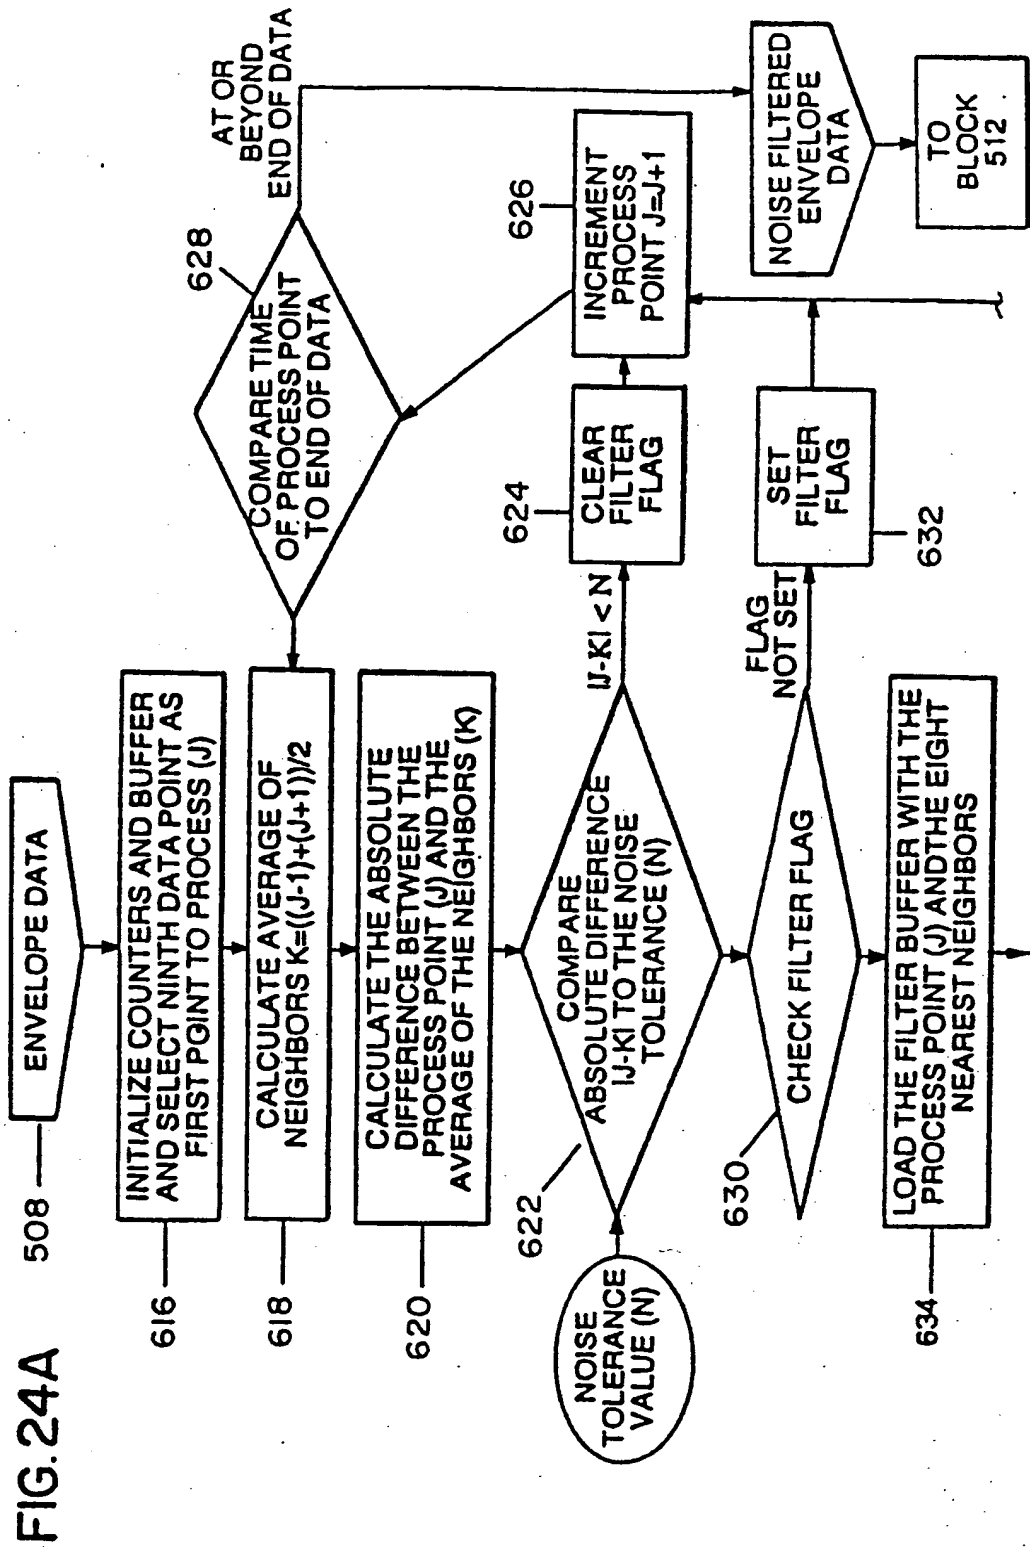 FIG. 24A
508
ENVELOPE DATA
616
INITIALIZE COUNTERS AND BUFFER
AND SELECT NINTH DATA POINT AS
FIRST POINT TO PROCESS (J)
618
CALCULATE AVERAGE OF
NEIGHBORS K=((J-1)+(J+1))/2
620
CALCULATE THE ABSOLUTE
DIFFERENCE BETWEEN THE
PROCESS POINT (J) AND THE
AVERAGE OF THE NEIGHBORS (K)
NOISE
TOLERANCE
VALUE (N)
622
COMPARE
ABSOLUTE DIFFERENCE
IJ-KI TO THE NOISE
TOLERANCE (N)
IJ-KI < N
624
CLEAR
FILTER
FLAG
626
INCREMENT
PROCESS
POINT J=J+1
628
COMPARE TIME
OF PROCESS POINT
TO END OF DATA
AT OR
BEYOND
END OF DATA
NOISE FILTERED
ENVELOPE
DATA
TO
BLOCK
512
630
CHECK FILTER FLAG
FLAG
NOT SET
SET
FILTER
FLAG
632
634
LOAD THE FILTER BUFFER WITH THE
PROCESS POINT (J) ANDTHE EIGHT
NEAREST NEIGHBORS